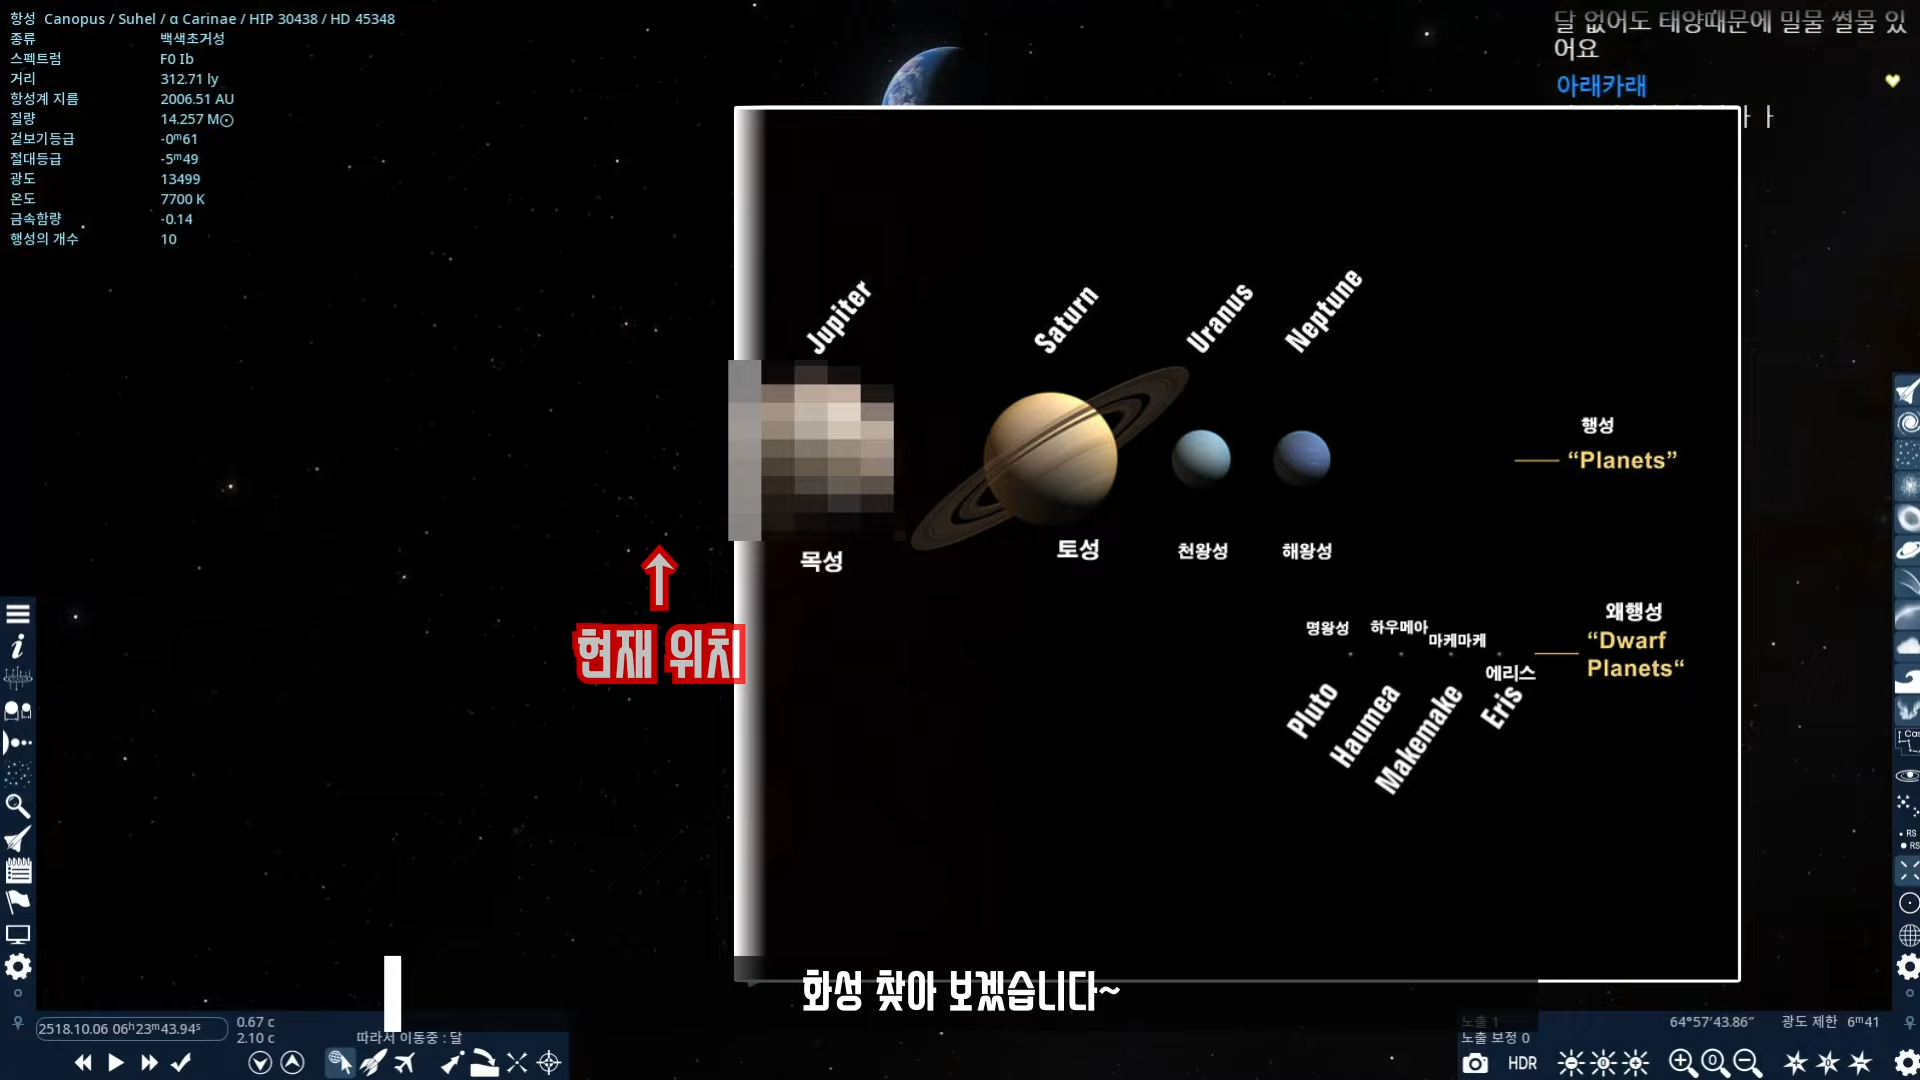 항성 Canopus / Suhel / α Carinae / HIP 30438 / HD 45348
종류 백색초거성
스펙트럼 F0 Ib
거리 312.71 ly
항성계 지름 2006.51 AU
질량 14.257 M⊙
겉보기등급 -0ᵐ61
절대등급 -5ᵐ49
광도 13499
온도 7700 K
금속함량 -0.14
행성의 개수 10
달 없어도 태양때문에 밀물 썰물 있
어요
아래카래
Jupiter
Saturn
Uranus
Neptune
행성
“Planets”
목성
토성
천왕성
해왕성
현재 위치
명왕성
하우메아
마케마케
에리스
왜행성
“Dwarf
Planets“
Pluto
Haumea
Makemake
Eris
화성 찾아 보겠습니다~
2518.10.06 06ʰ23ᵐ43.94ˢ
0.67 c
2.10 c
따라서 이동중 : 달
노출 1
노출 보정 0
64°57′43.86″
광도 제한 6ᵐ41
HDR
RS
RS